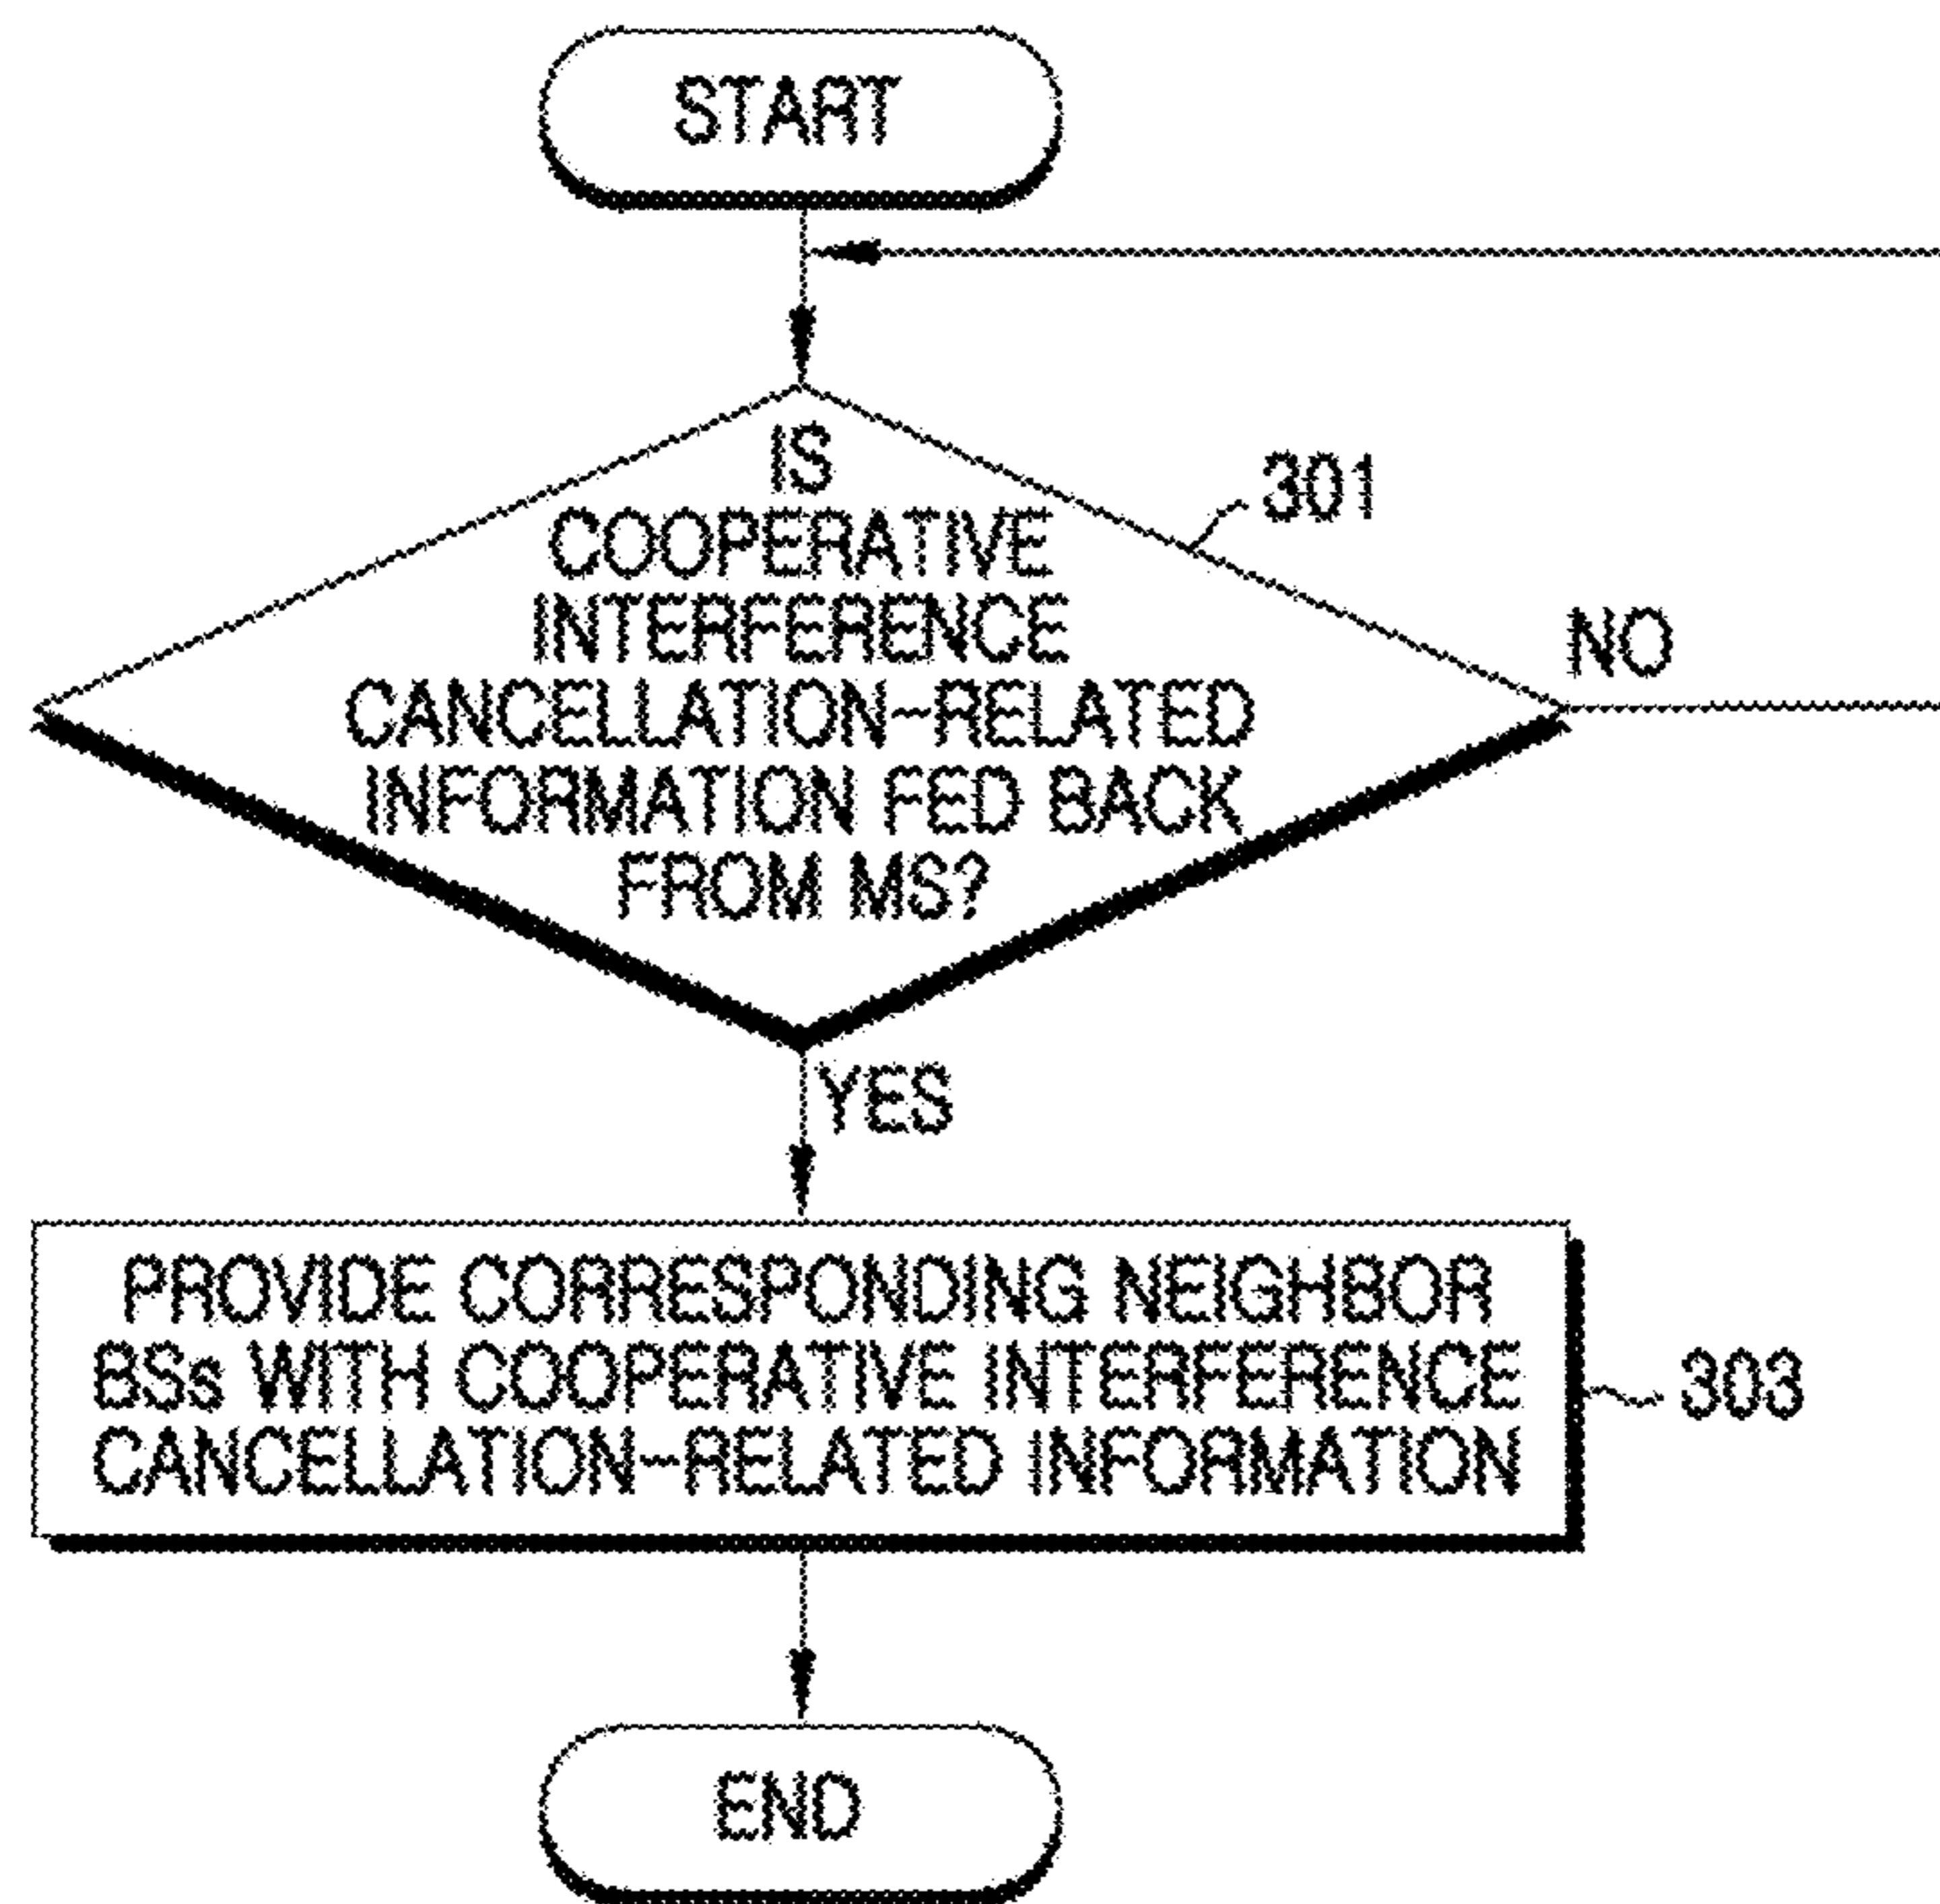 START
IS
COOPERATIVE
INTERFERENCE
CANCELLATION-RELATED
INFORMATION FED BACK
FROM MS?
301
NO
YES
PROVIDE CORRESPONDING NEIGHBOR
BSs WITH COOPERATIVE INTERFERENCE
CANCELLATION-RELATED INFORMATION
303
END